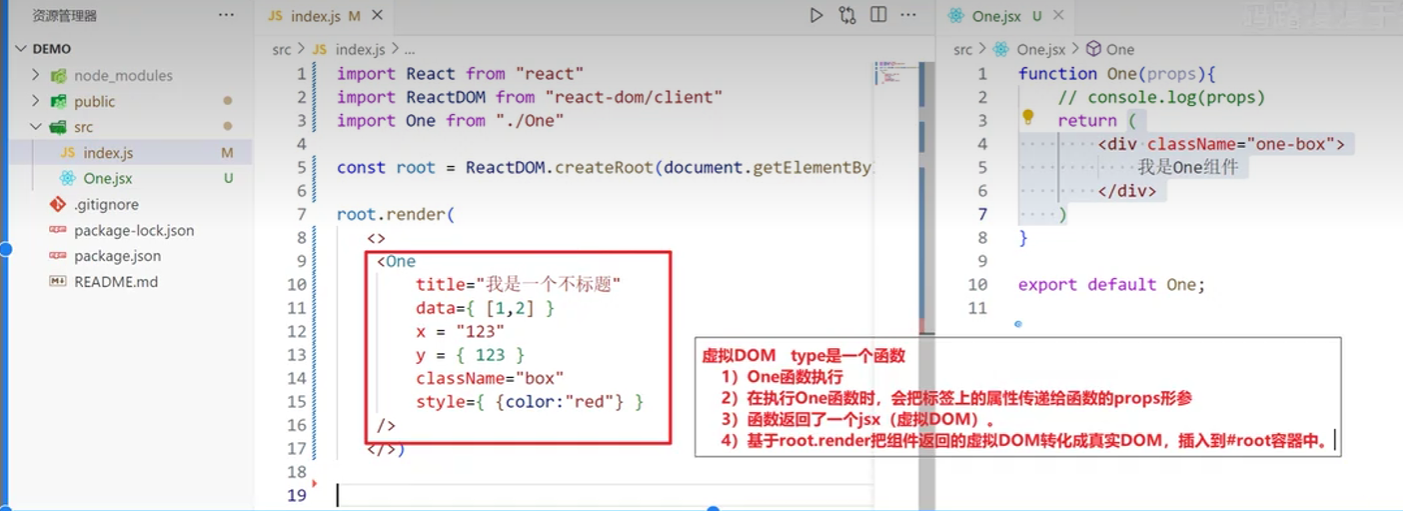 资源管理器
DEMO
node_modules
public
src
JS index.js M
One.jsx U
.gitignore
package-lock.json
package.json
README.md
JS index.js M
src > JS index.js > ...
1 import React from "react"
2 import ReactDOM from "react-dom/client"
3 import One from "./One"
4
5 const root = ReactDOM.createRoot(document.getElementBy
6
7 root.render(
8 <>
9 <One
10 title="我是一个不标题"
11 data={ [1,2] }
12 x = "123"
13 y = { 123 }
14 className="box"
15 style={ {color:"red"} }
16 />
17 </>)
18
19
One.jsx U
src > One.jsx > One
1 function One(props){
2 // console.log(props)
3 return (
4 <div className="one-box">
5 我是One组件
6 </div>
7 )
8 }
9
10 export default One;
11
虚拟DOM type是一个函数
1）One函数执行
2）在执行One函数时，会把标签上的属性传递给函数的props形参
3）函数返回了一个jsx（虚拟DOM）。
4）基于root.render把组件返回的虚拟DOM转化成真实DOM，插入到#root容器中。